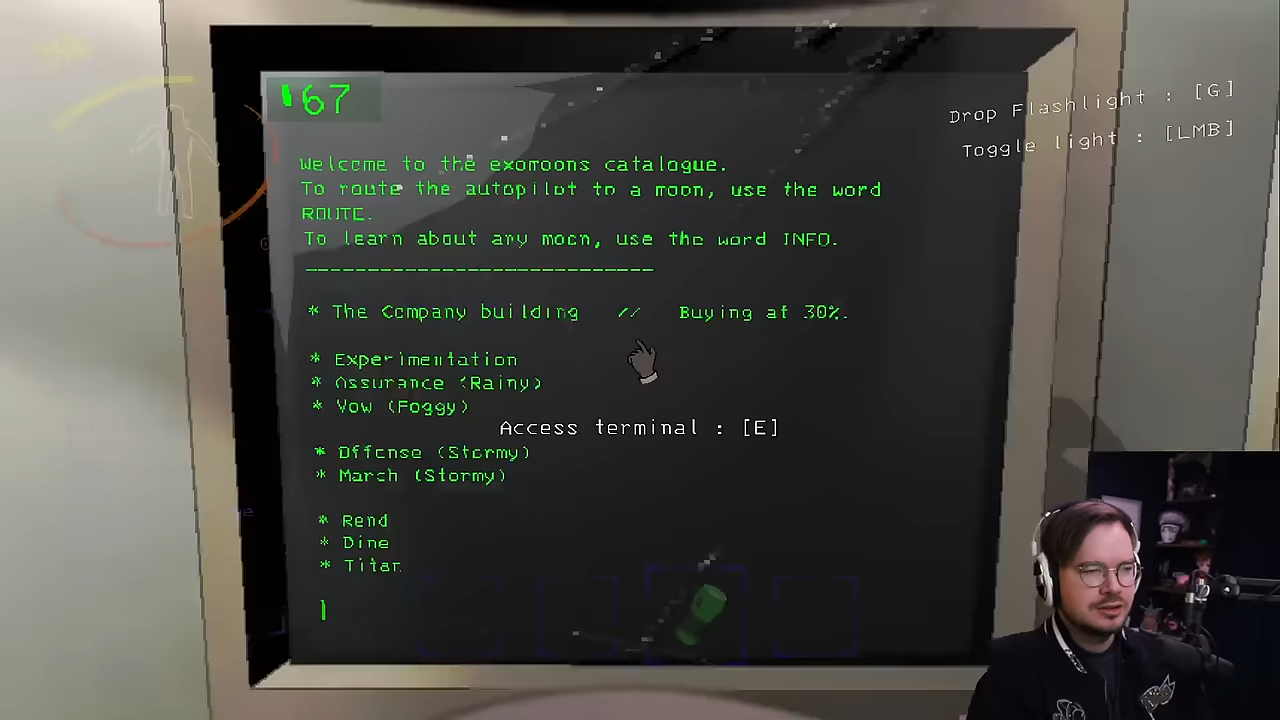 67
Drop Flashlight : [G]
Toggle light : [LMB]
Welcome to the exomoons catalogue.
To route the autopilot to a moon, use the word
ROUTE.
To learn about any moon, use the word INFO.
----------------------------
* The Company building // Buying at 30%.
* Experimentation
* Assurance (Rainy)
* Vow (Foggy)
Access terminal : [E]
* Offense (Stormy)
* March (Stormy)
* Rend
* Dine
* Titan